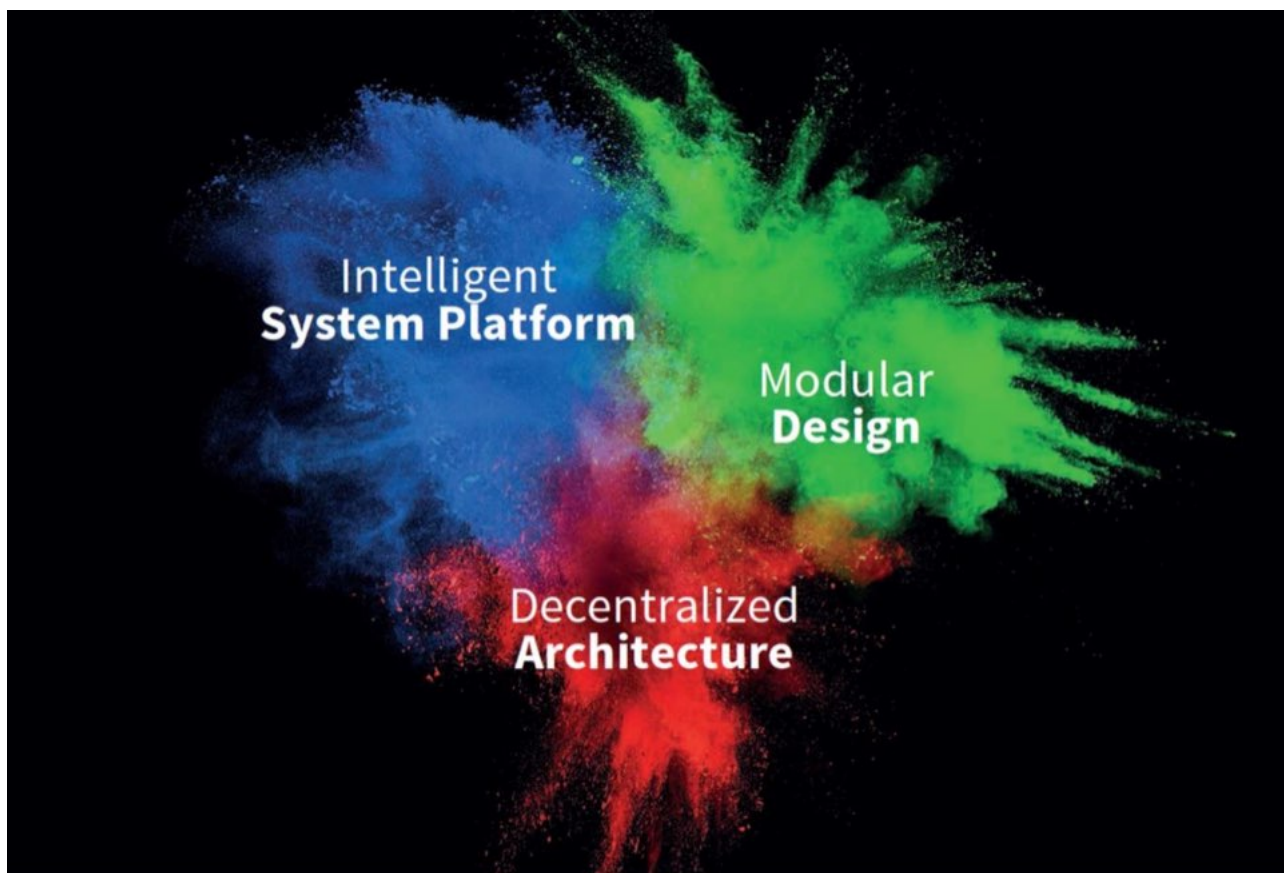 Intelligent
System Platform
Modular
Design
Decentralized
Architecture